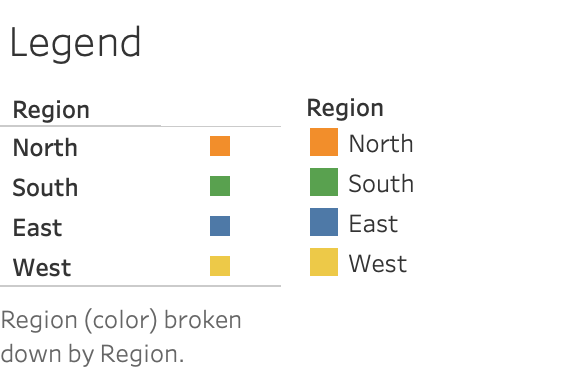 Legend
Region
North
South
East
West
Region
North
South
East
West
Region (color) broken
down by Region.